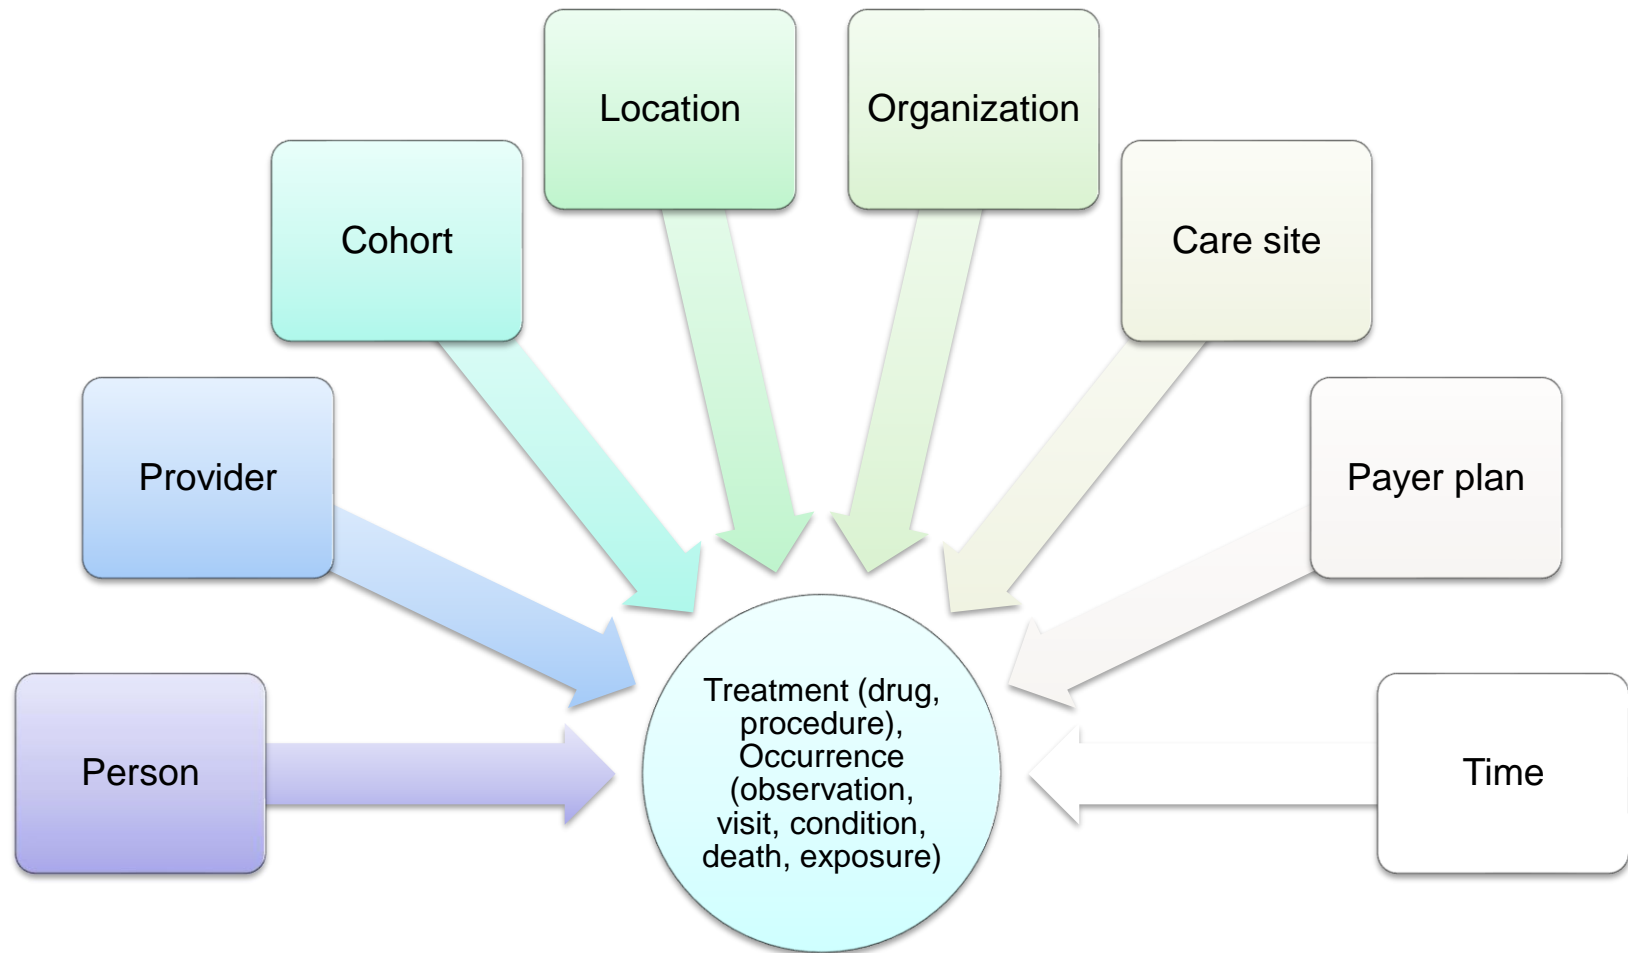 Location
Organization
Cohort
Care site
Provider
Payer plan
Person
Treatment (drug,
procedure),
Occurrence
(observation,
visit, condition,
death, exposure)
Time